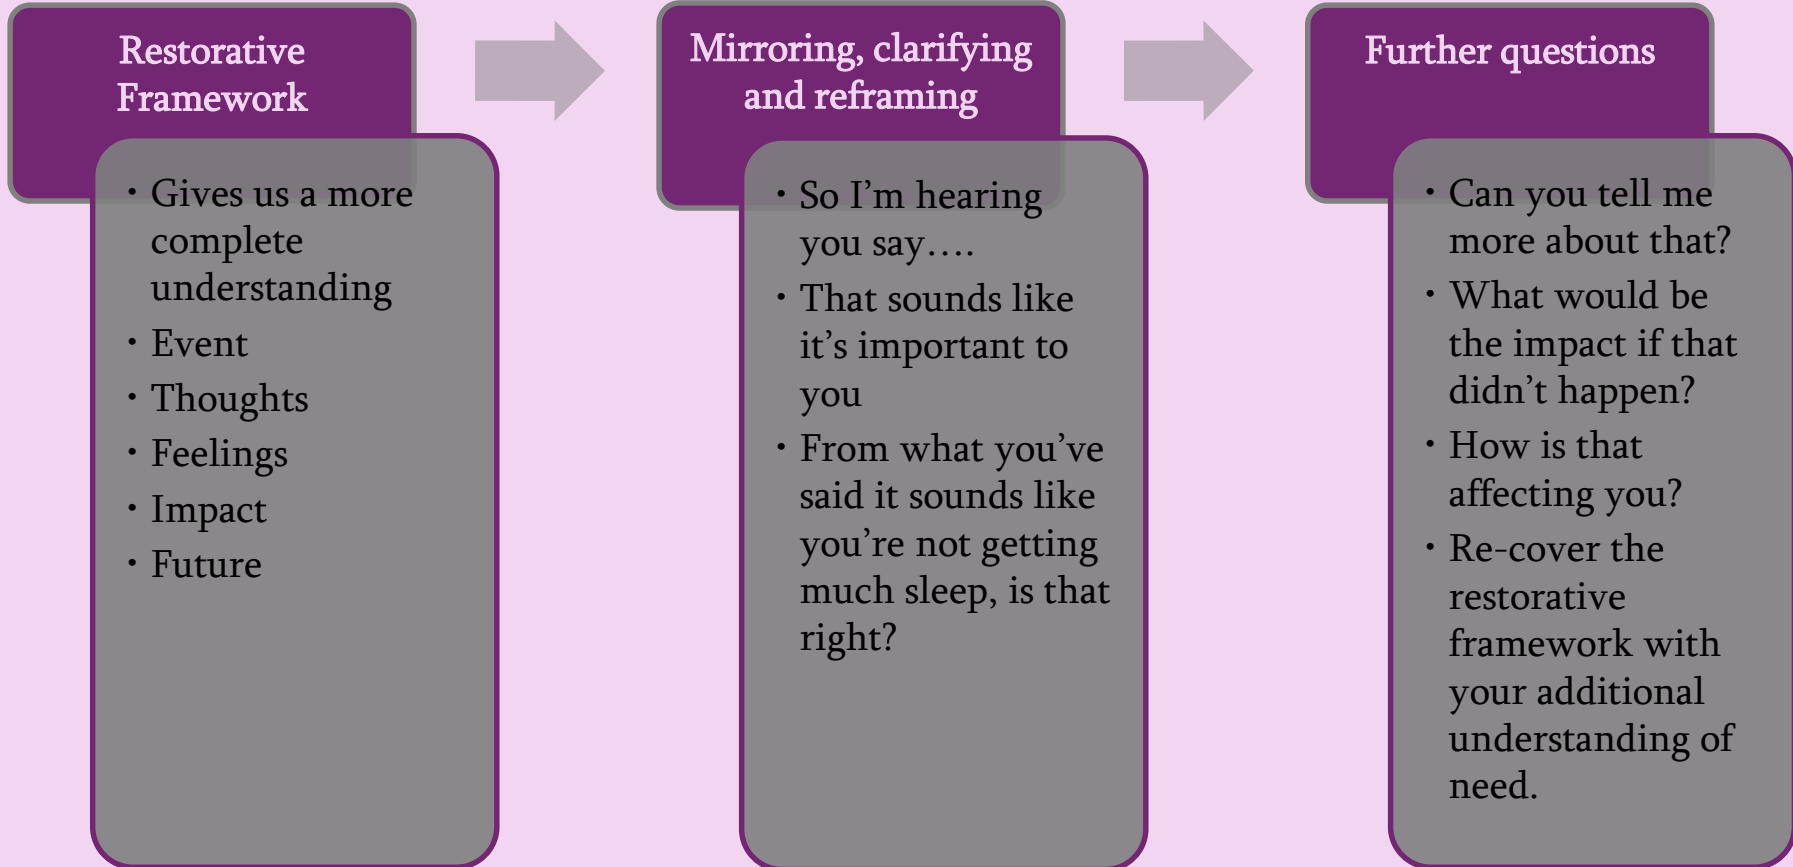 Restorative
Framework
• Gives us a more
complete
understanding
• Event
• Thoughts
• Feelings
• Impact
• Future
Mirroring, clarifying
and reframing
• So I’m hearing
you say….
• That sounds like
it’s important to
you
• From what you’ve
said it sounds like
you’re not getting
much sleep, is that
right?
Further questions
• Can you tell me
more about that?
• What would be
the impact if that
didn’t happen?
• How is that
affecting you?
• Re-cover the
restorative
framework with
your additional
understanding of
need.